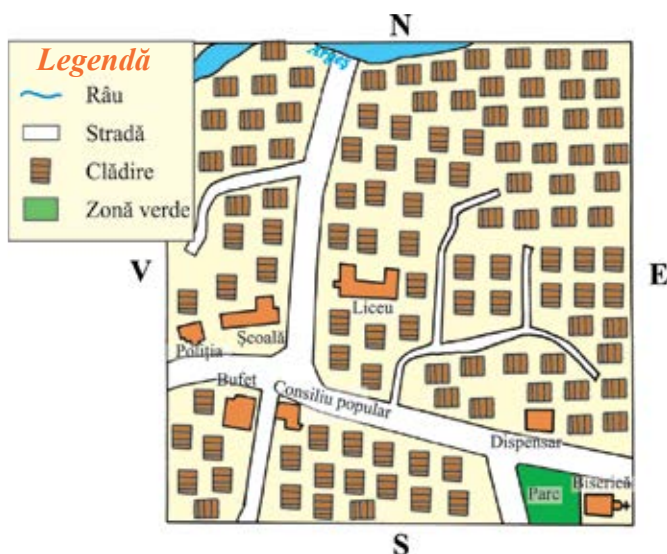 N
Legendă
Argeș
Râu
Stradă
Clădire
Zonă verde
V
E
Liceu
Școală
Poliția
Bufet
Consiliu popular
Dispensar
Biserică
Parc
S